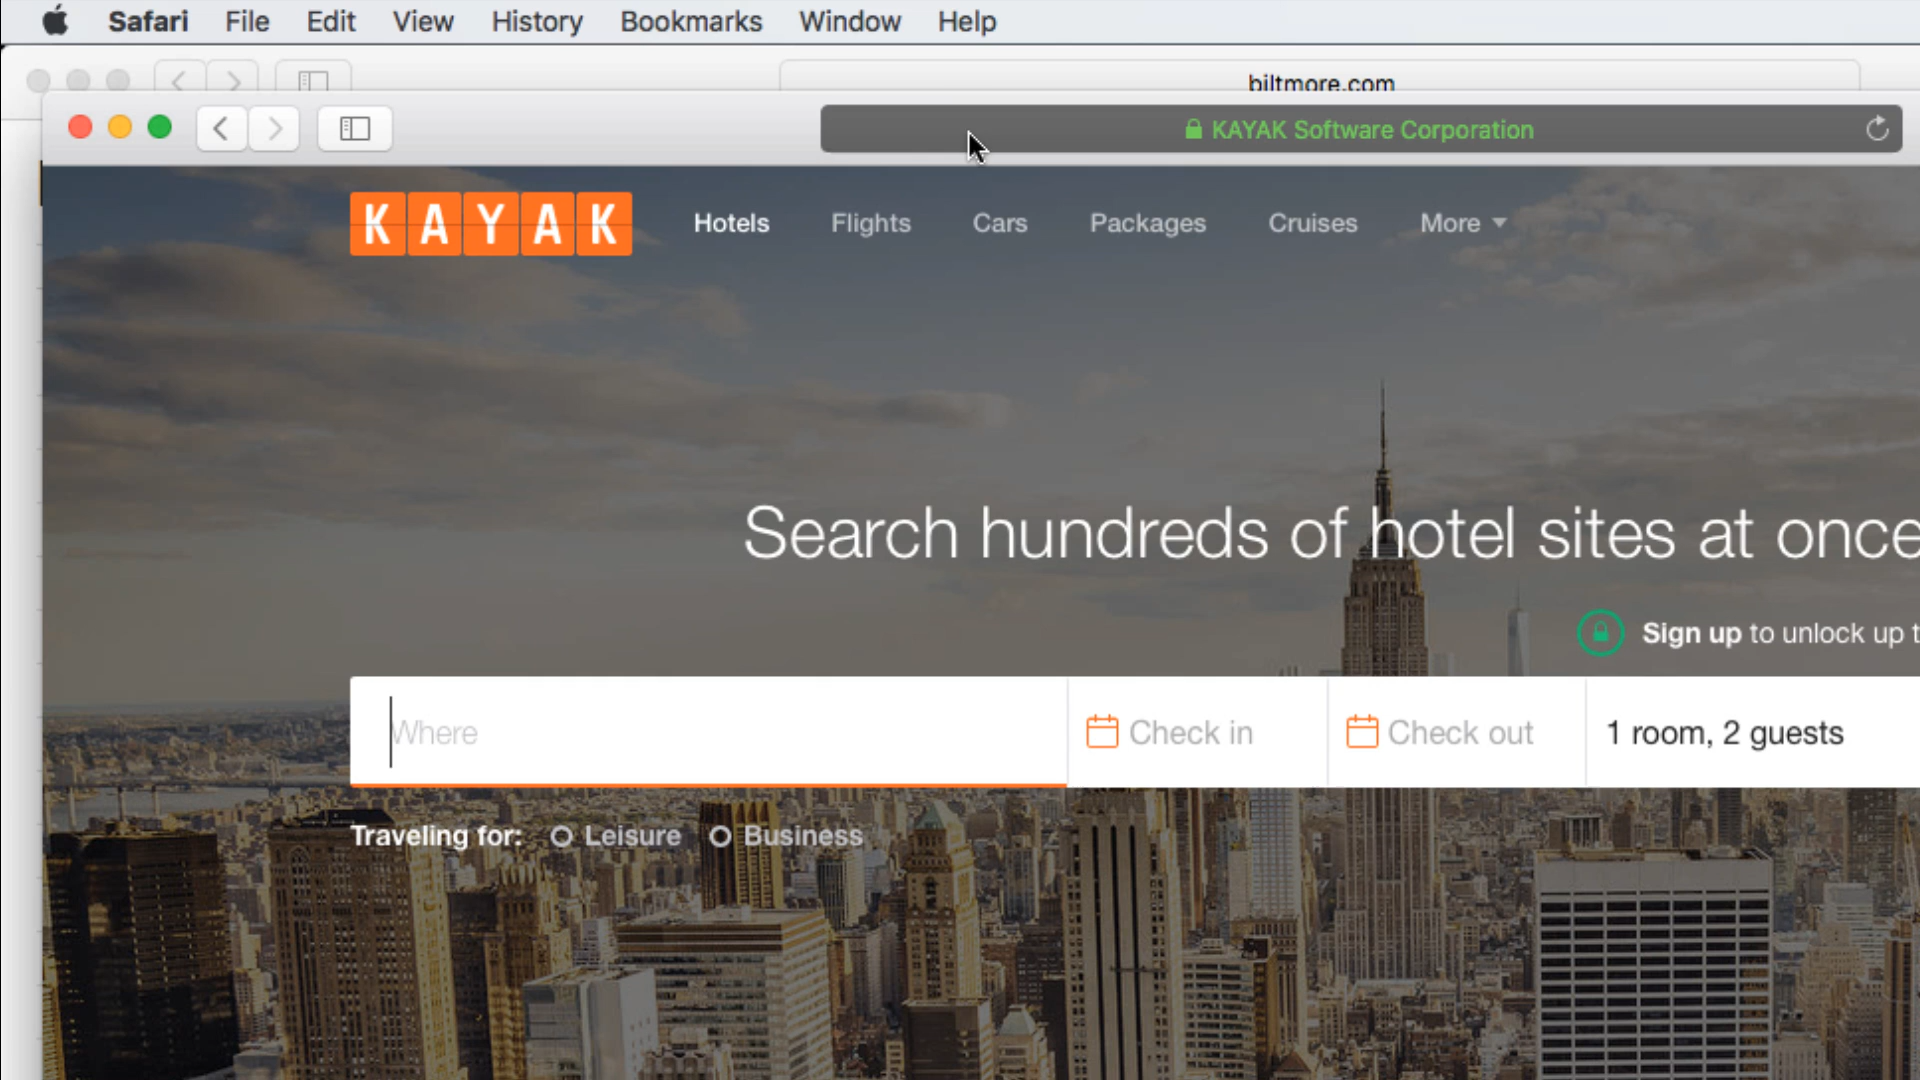 Safari File Edit View History Bookmarks Window Help
biltmore.com
KAYAK Software Corporation
KAYAK Hotels Flights Cars Packages Cruises More
Search hundreds of hotel sites at once
Sign up to unlock up t
Where Check in Check out 1 room, 2 guests
Traveling for: Leisure Business